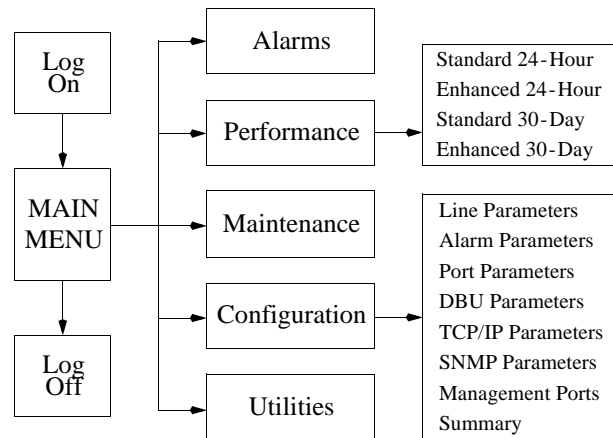 Log
On
MAIN
MENU
Log
Off
Alarms
Performance
Maintenance
Configuration
Utilities
Standard 24-Hour
Enhanced 24-Hour
Standard 30-Day
Enhanced 30-Day
Line Parameters
Alarm Parameters
Port Parameters
DBU Parameters
TCP/IP Parameters
SNMP Parameters
Management Ports
Summary